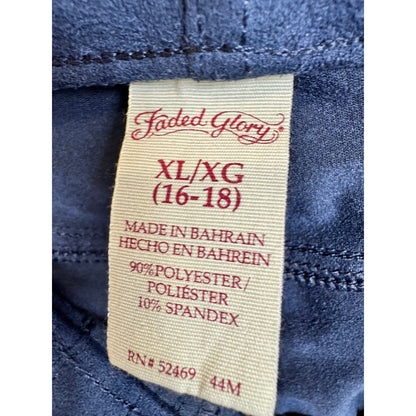 Faded Glory®
XL/XG
(16-18)
MADE IN BAHRAIN
HECHO EN BAHREIN
90% POLYESTER/
POLIÉSTER
10% SPANDEX
RN# 52469 44M